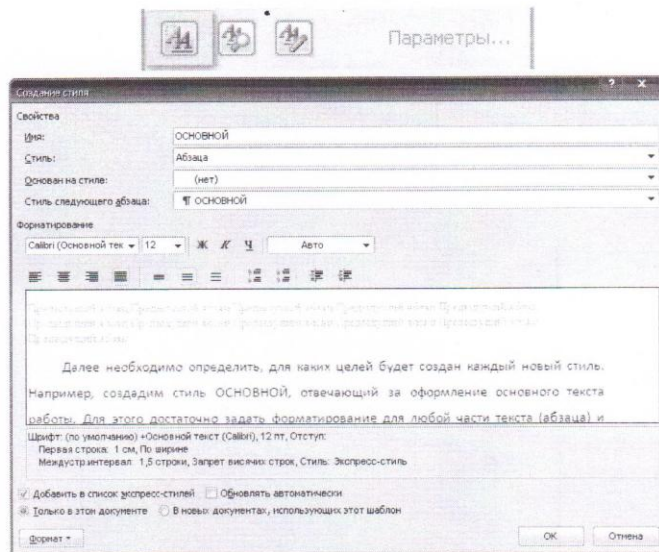 Параметры...
Создание стиля
Свойства
Имя: ОСНОВНОЙ
Стиль: Абзаца
Основан на стиле: (нет)
Стиль следующего абзаца: ¶ ОСНОВНОЙ
Форматирование
Calibri (Основной тек 12 Ж К Ч Авто
Далее необходимо определить, для каких целей будет создан каждый новый стиль.
Например, создадим стиль ОСНОВНОЙ, отвечающий за оформление основного текста
работы. Для этого достаточно задать форматирование для любой части текста (абзаца) и
Шрифт: (по умолчанию) +Основной текст (Calibri), 12 пт, Отступ:
Первая строка: 1 см, По ширине
Междустр.интервал: 1,5 строки, Запрет висячих строк, Стиль: Экспресс-стиль
Добавить в список экспресс-стилей Обновлять автоматически
Только в этом документе В новых документах, использующих этот шаблон
Формат ОК Отмена